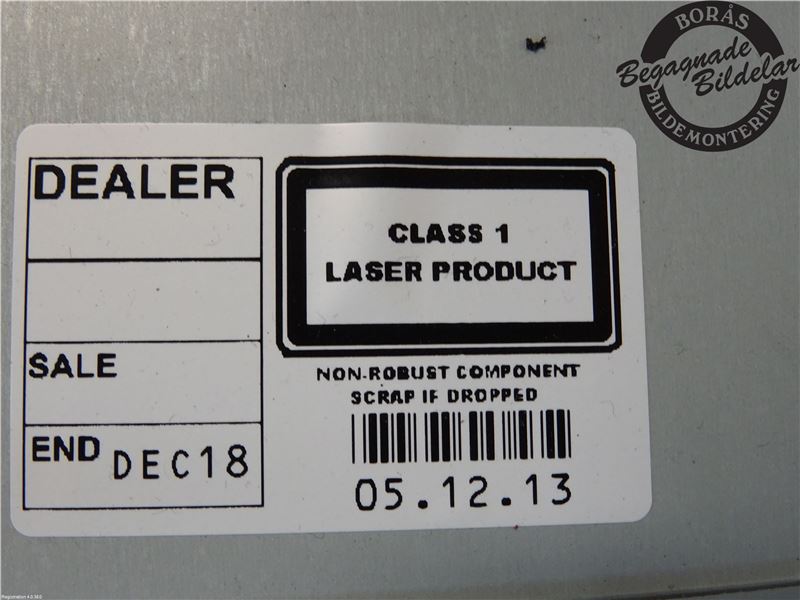 BORÅS
Begagnade
Bildelar
BILDEMONTERING
DEALER
CLASS 1
LASER PRODUCT
SALE
NON-ROBUST COMPONENT
SCRAP IF DROPPED
END DEC18
05.12.13